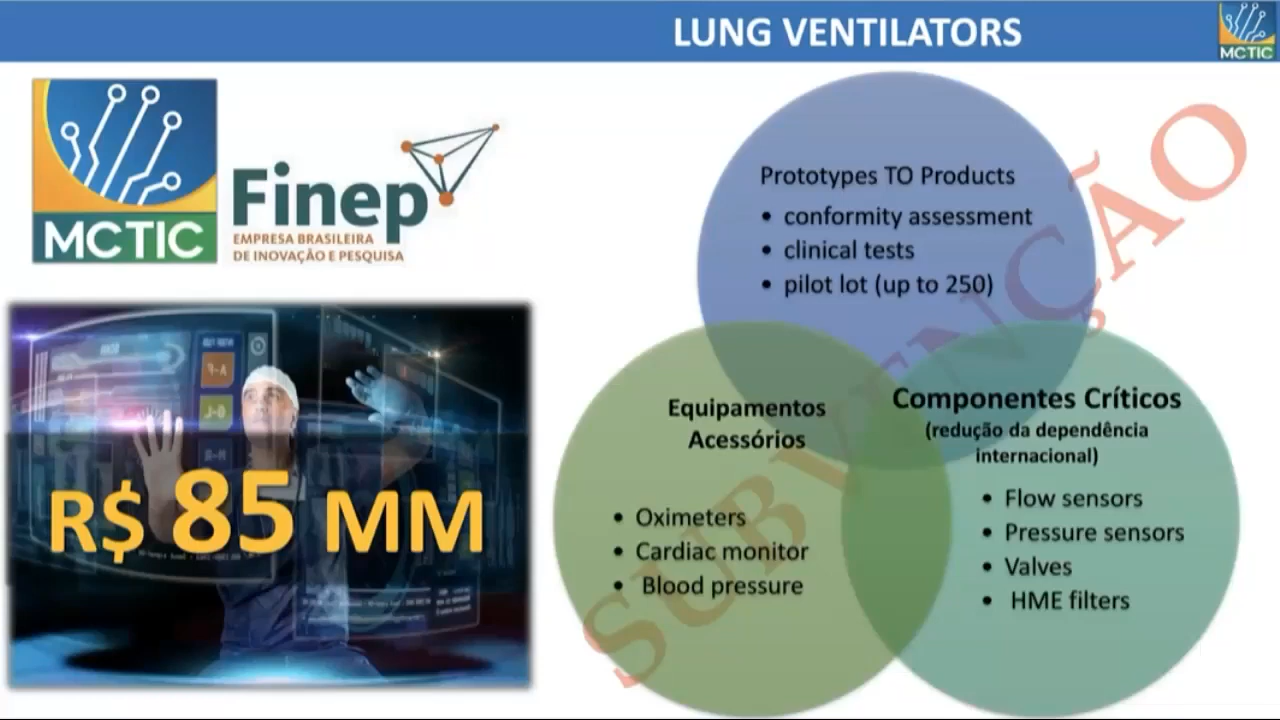 LUNG VENTILATORS
MCTIC
MCTIC
Finep
EMPRESA BRASILEIRA
DE INOVAÇÃO E PESQUISA
R$ 85 MM
Prototypes TO Products
• conformity assessment
• clinical tests
• pilot lot (up to 250)
Equipamentos
Acessórios
• Oximeters
• Cardiac monitor
• Blood pressure
Componentes Críticos
(redução da dependência
internacional)
• Flow sensors
• Pressure sensors
• Valves
• HME filters
SUBVENÇÃO